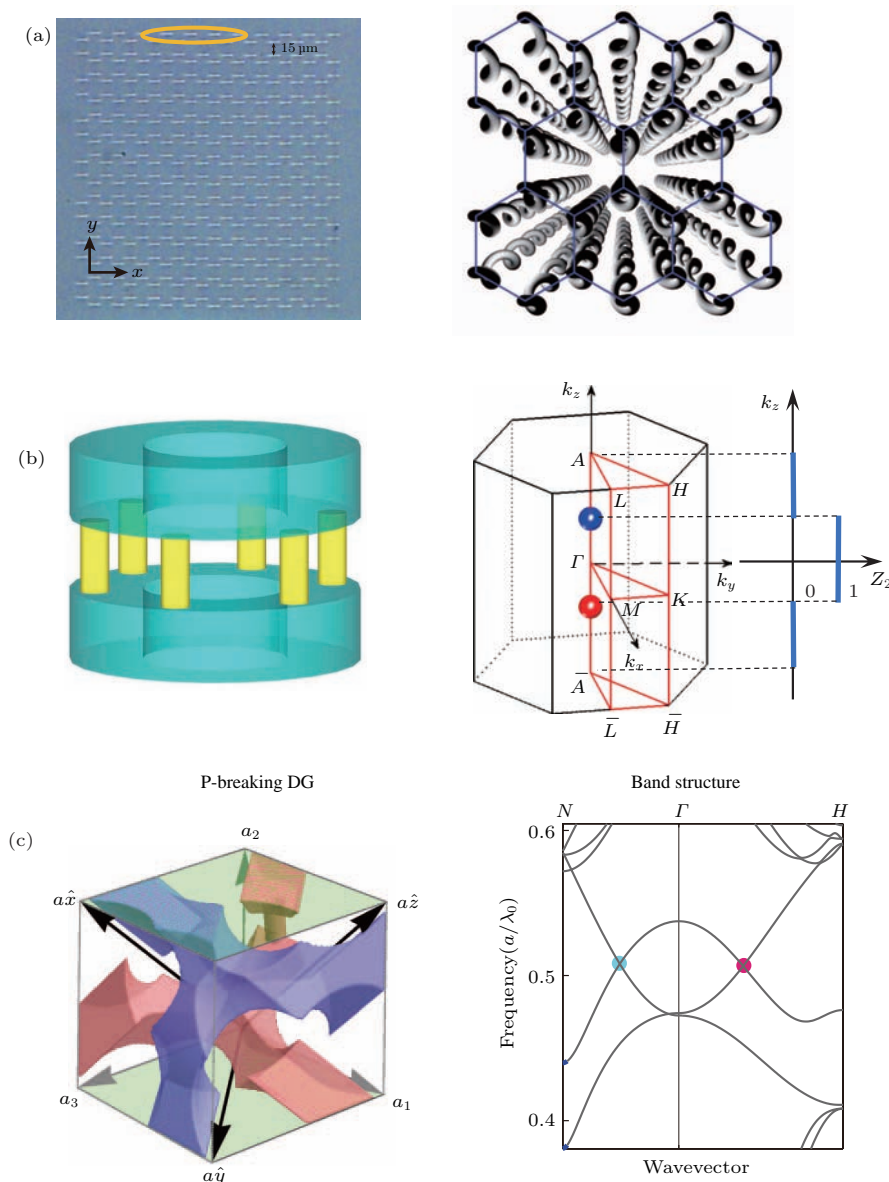 (a)
15 μm
y
x
(b)
k_z
A
L
H
Γ
k_y
M
K
k_x
A̅
L̅
H̅
k_z
0
1
Z_2
P-breaking DG
(c)
a_2
ax̂
aẑ
a_3
a_1
aŷ
Band structure
N Γ H
0.6
0.5
0.4
Frequency(a/λ_0)
Wavevector